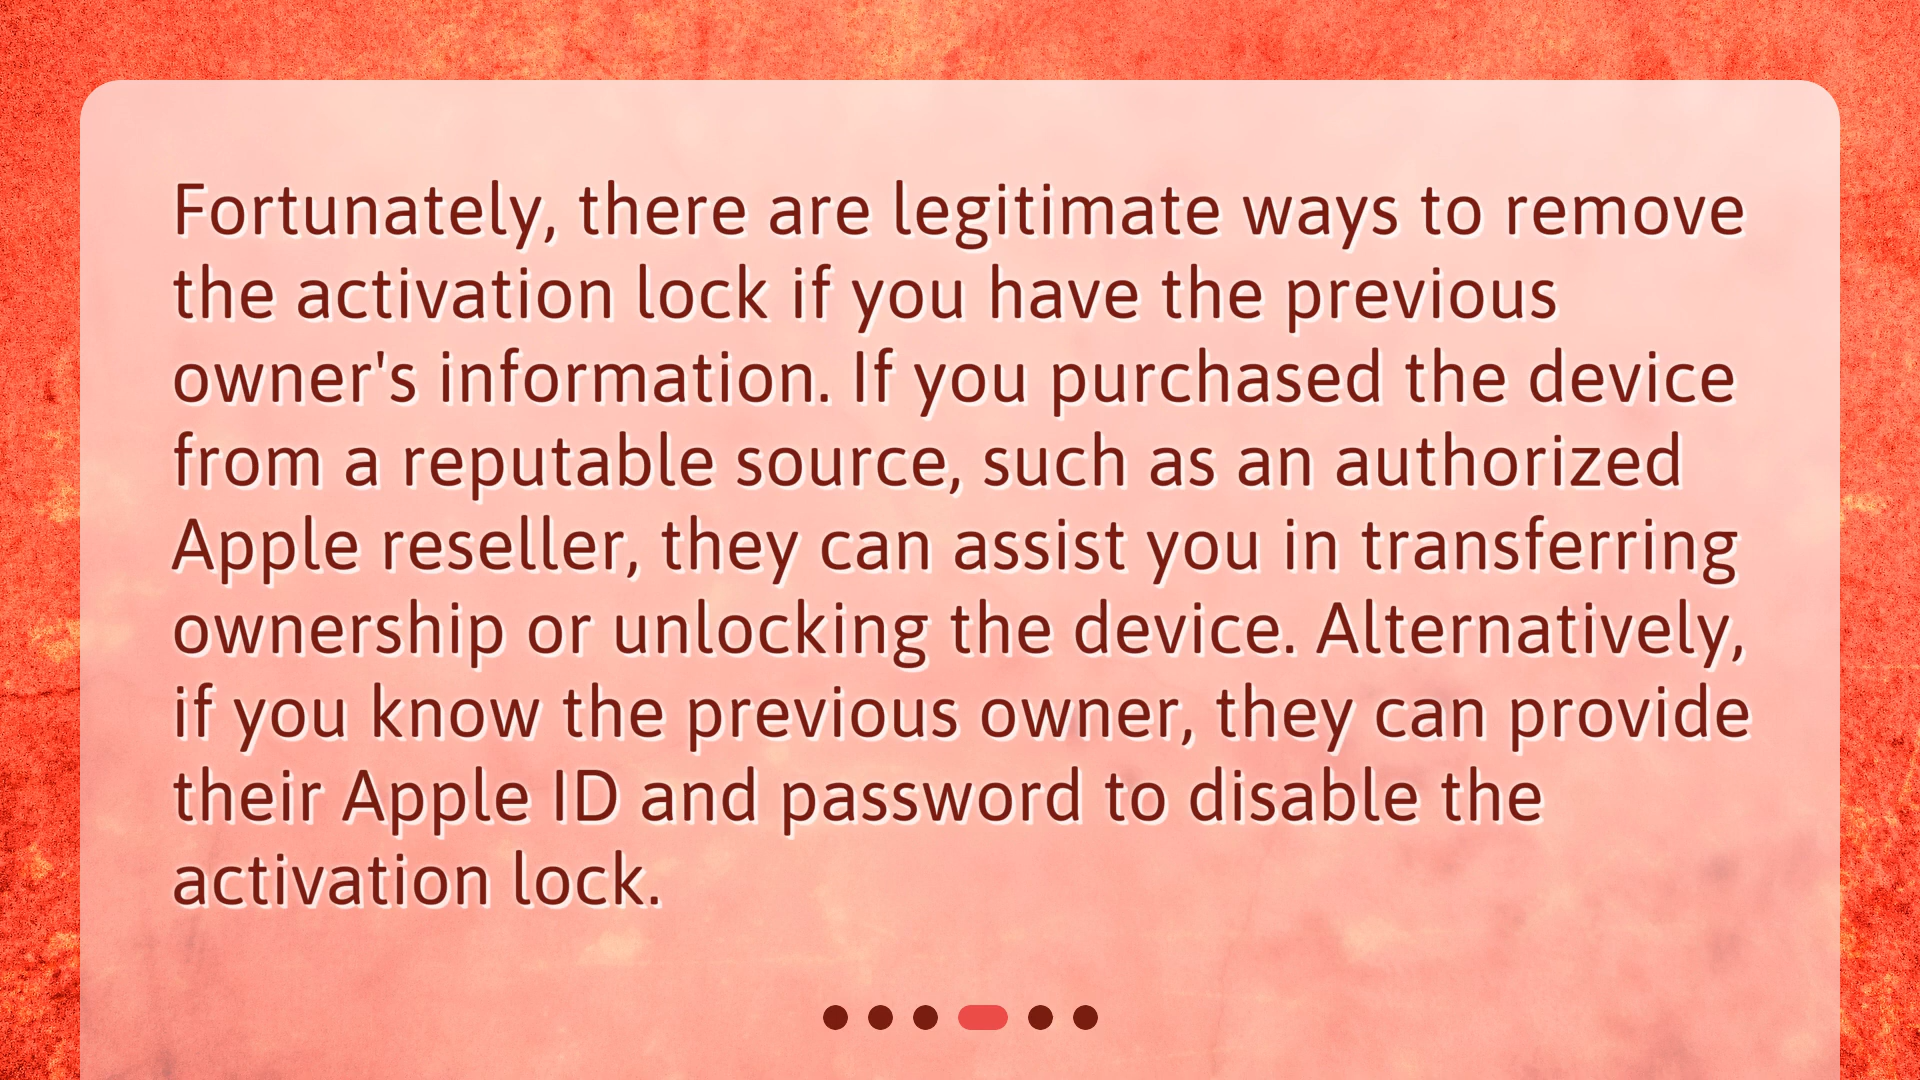 Fortunately, there are legitimate ways to remove
the activation lock if you have the previous
owner's information. If you purchased the device
from a reputable source, such as an authorized
Apple reseller, they can assist you in transferring
ownership or unlocking the device. Alternatively,
if you know the previous owner, they can provide
their Apple ID and password to disable the
activation lock.